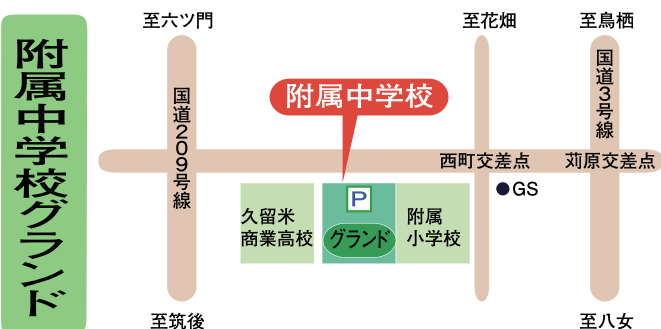 附属中学校グランド
至六ツ門
至花畑
至鳥栖
国道209号線
国道3号線
附属中学校
西町交差点
苅原交差点
GS
久留米
商業高校
P
グランド
附属
小学校
至筑後
至八女